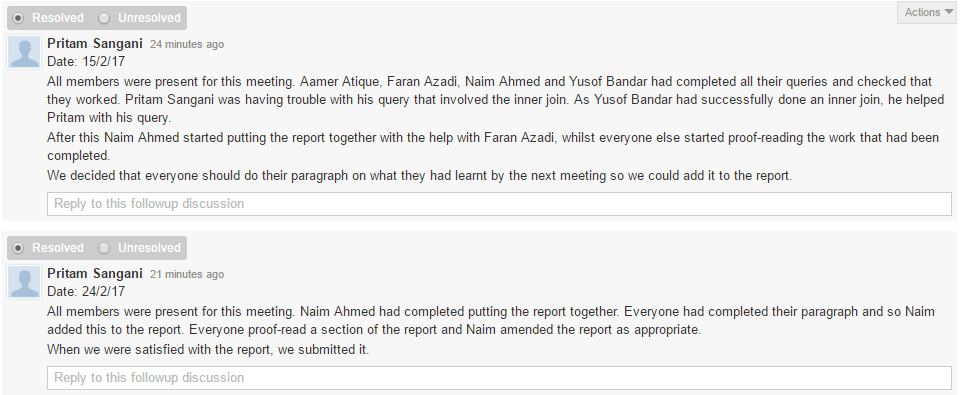 Resolved Unresolved Actions
Pritam Sangani 24 minutes ago
Date: 15/2/17
All members were present for this meeting. Aamer Atique, Faran Azadi, Naim Ahmed and Yusof Bandar had completed all their queries and checked that
they worked. Pritam Sangani was having trouble with his query that involved the inner join. As Yusof Bandar had successfully done an inner join, he helped
Pritam with his query.
After this Naim Ahmed started putting the report together with the help with Faran Azadi, whilst everyone else started proof-reading the work that had been
completed.
We decided that everyone should do their paragraph on what they had learnt by the next meeting so we could add it to the report.
Reply to this followup discussion
Resolved Unresolved
Pritam Sangani 21 minutes ago
Date: 24/2/17
All members were present for this meeting. Naim Ahmed had completed putting the report together. Everyone had completed their paragraph and so Naim
added this to the report. Everyone proof-read a section of the report and Naim amended the report as appropriate.
When we were satisfied with the report, we submitted it.
Reply to this followup discussion